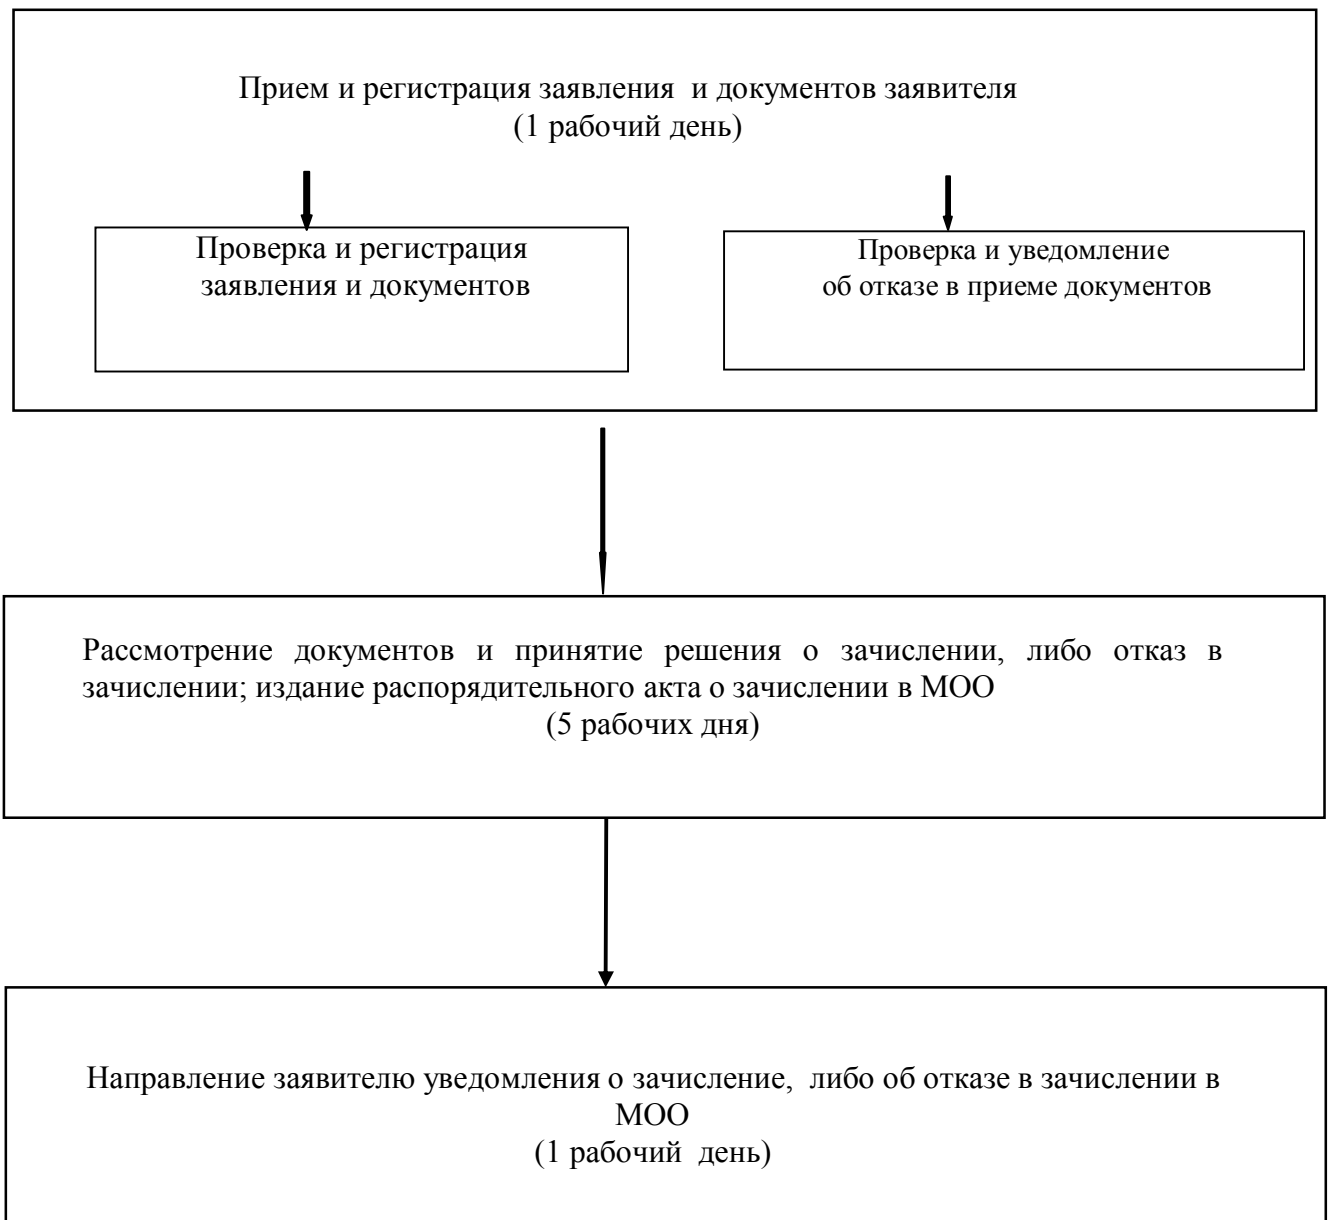 Прием и регистрация заявления и документов заявителя
(1 рабочий день)
Проверка и регистрация
заявления и документов
Проверка и уведомление
об отказе в приеме документов
Рассмотрение документов и принятие решения о зачислении, либо отказ в
зачислении; издание распорядительного акта о зачислении в МОО
(5 рабочих дня)
Направление заявителю уведомления о зачисление, либо об отказе в зачислении в
МОО
(1 рабочий день)